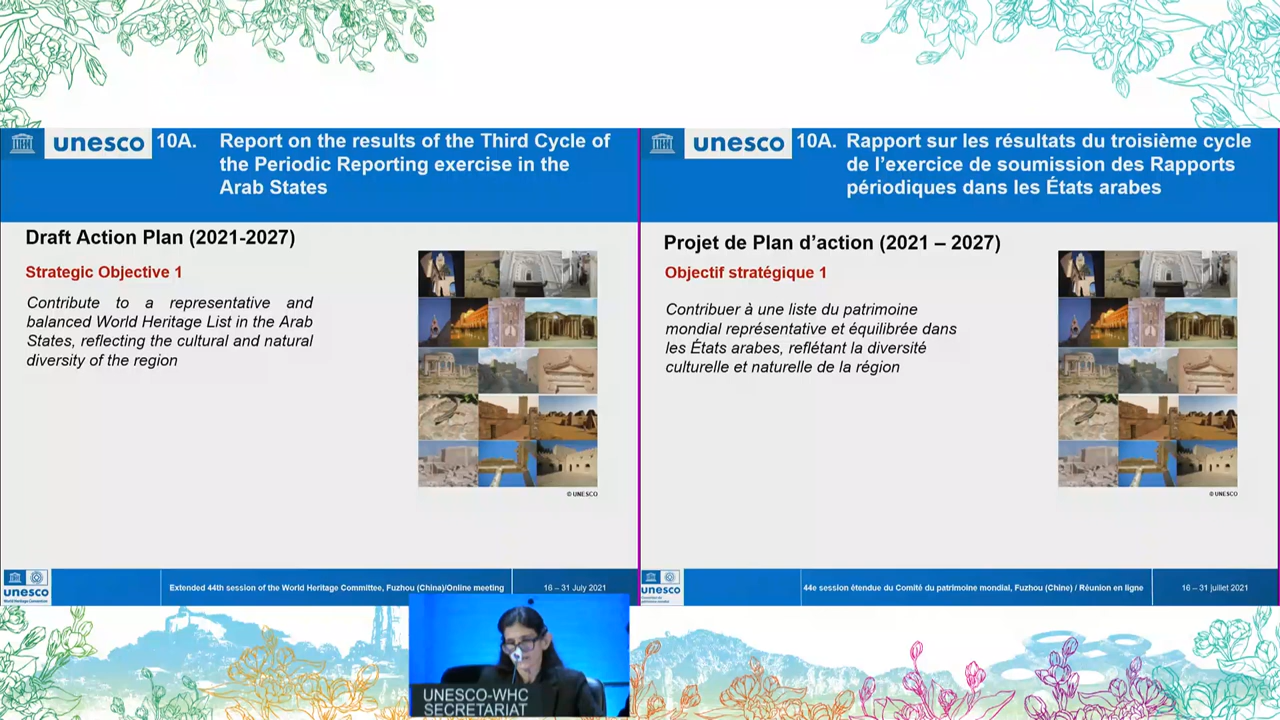 unesco
10A. Report on the results of the Third Cycle of
the Periodic Reporting exercise in the
Arab States
Draft Action Plan (2021-2027)
Strategic Objective 1
Contribute to a representative and
balanced World Heritage List in the Arab
States, reflecting the cultural and natural
diversity of the region
© UNESCO
unesco
Extended 44th session of the World Heritage Committee, Fuzhou (China)/Online meeting
16 – 31 July 2021
unesco
10A. Rapport sur les résultats du troisième cycle
de l’exercice de soumission des Rapports
périodiques dans les États arabes
Projet de Plan d’action (2021 – 2027)
Objectif stratégique 1
Contribuer à une liste du patrimoine
mondial représentative et équilibrée dans
les États arabes, reflétant la diversité
culturelle et naturelle de la région
© UNESCO
unesco
44e session étendue du Comité du patrimoine mondial, Fuzhou (Chine) / Réunion en ligne
16 – 31 juillet 2021
UNESCO-WHC
SECRETARIAT